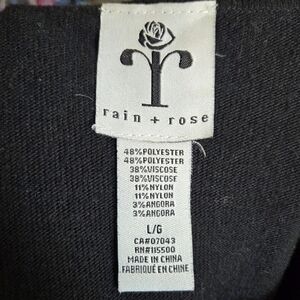 rain + rose
48%POLYESTER
48%POLYESTER
38%VISCOSE
38%VISCOSE
11%NYLON
11%NYLON
3%ANGORA
3%ANGORA
L/G
CA#07043
RN#115500
MADE IN CHINA
FABRIQUÉ EN CHINE